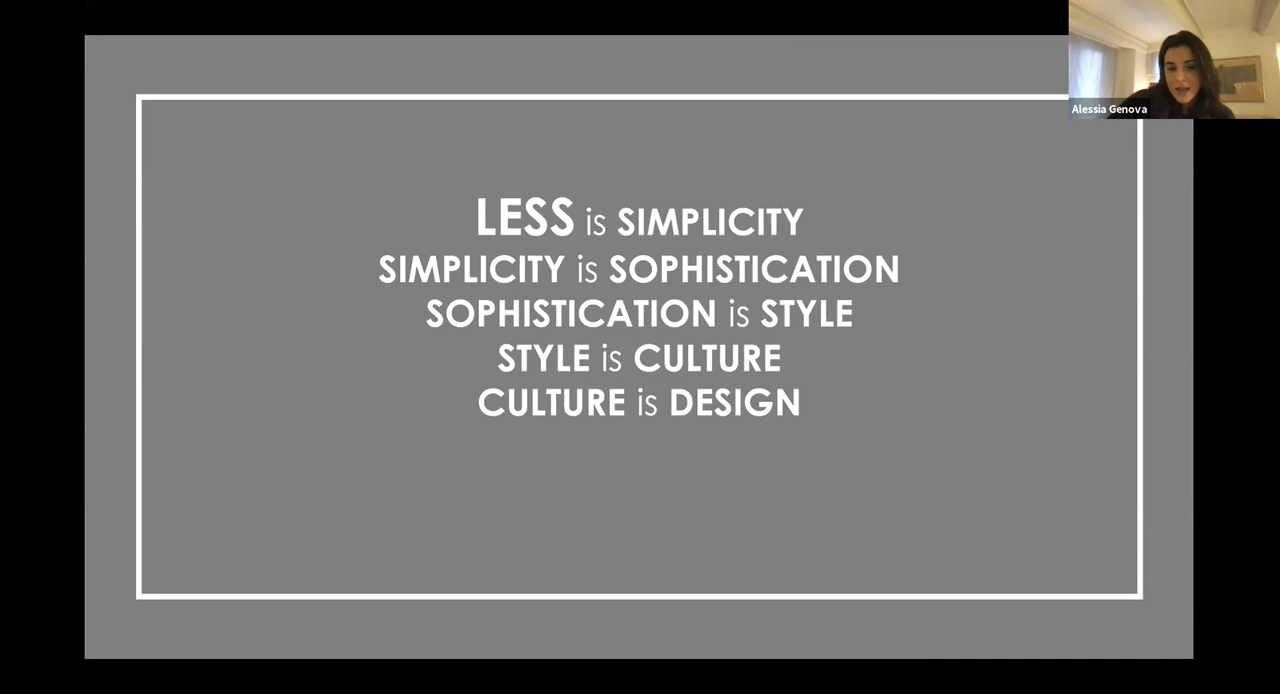 Alessia Genova
LESS is SIMPLICITY
SIMPLICITY is SOPHISTICATION
SOPHISTICATION is STYLE
STYLE is CULTURE
CULTURE is DESIGN